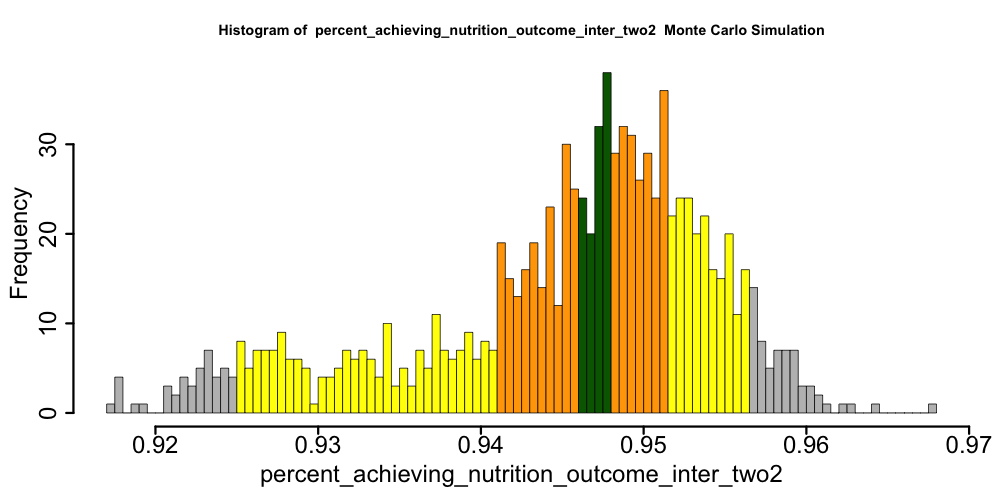 Histogram of  percent_achieving_nutrition_outcome_inter_two2  Monte Carlo Simulation
Frequency
30
20
10
0
0.92 0.93 0.94 0.95 0.96 0.97
percent_achieving_nutrition_outcome_inter_two2